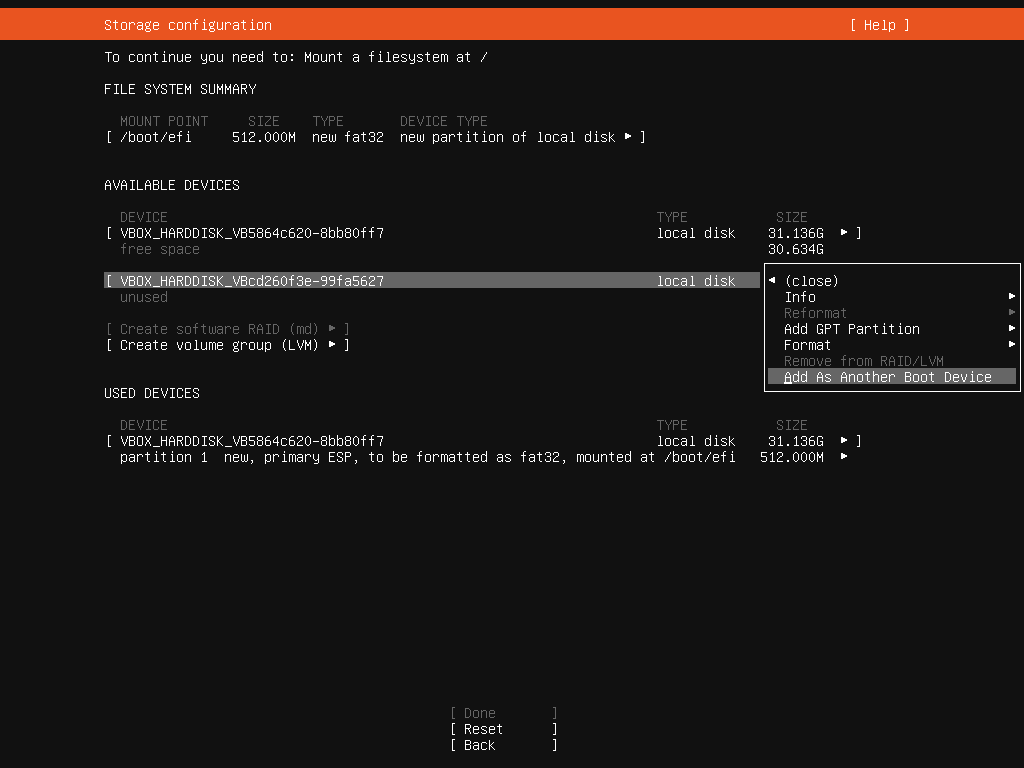 Storage configuration [ Help ]
To continue you need to: Mount a filesystem at /
FILE SYSTEM SUMMARY
MOUNT POINT SIZE TYPE DEVICE TYPE
[ /boot/efi 512.000M new fat32 new partition of local disk ▸ ]
AVAILABLE DEVICES
DEVICE TYPE SIZE
[ VBOX_HARDDISK_VB5864c620-8bb80ff7 local disk 31.136G ▸ ]
free space 30.634G
[ VBOX_HARDDISK_VBcd260f3e-99fa5627 local disk
unused
[ Create software RAID (md) ▸ ]
[ Create volume group (LVM) ▸ ]
◂ (close)
Info ▸
Reformat ▸
Add GPT Partition ▸
Format ▸
Remove from RAID/LVM
Add As Another Boot Device
USED DEVICES
DEVICE TYPE SIZE
[ VBOX_HARDDISK_VB5864c620-8bb80ff7 local disk 31.136G ▸ ]
partition 1 new, primary ESP, to be formatted as fat32, mounted at /boot/efi 512.000M ▸
[ Done ]
[ Reset ]
[ Back ]